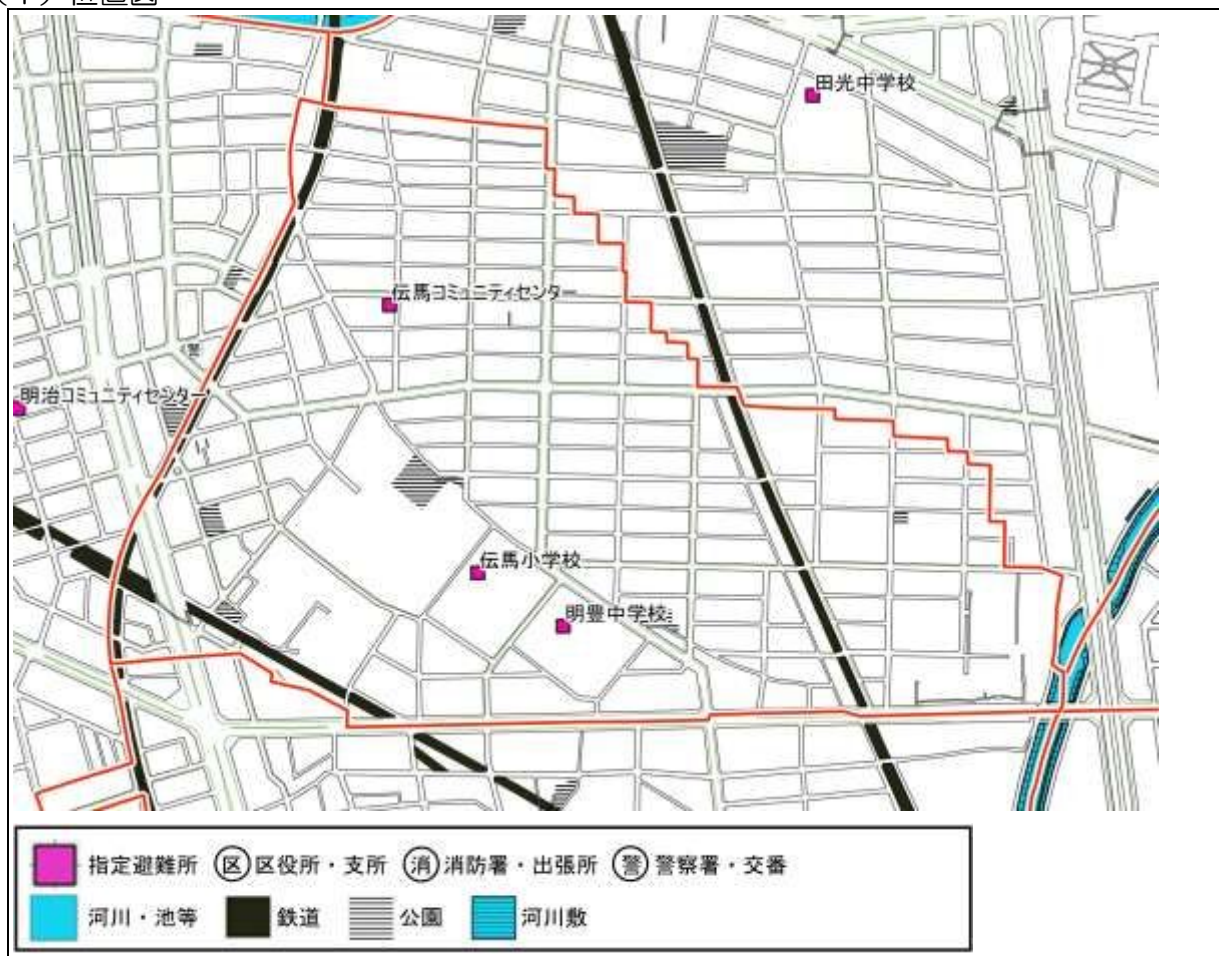 田光中学校
伝馬コミュニティセンター
警
明治コミュニティセンター
伝馬小学校
明豊中学校
指定避難所 区 区役所・支所 消 消防署・出張所 警 警察署・交番
河川・池等 鉄道 公園 河川敷